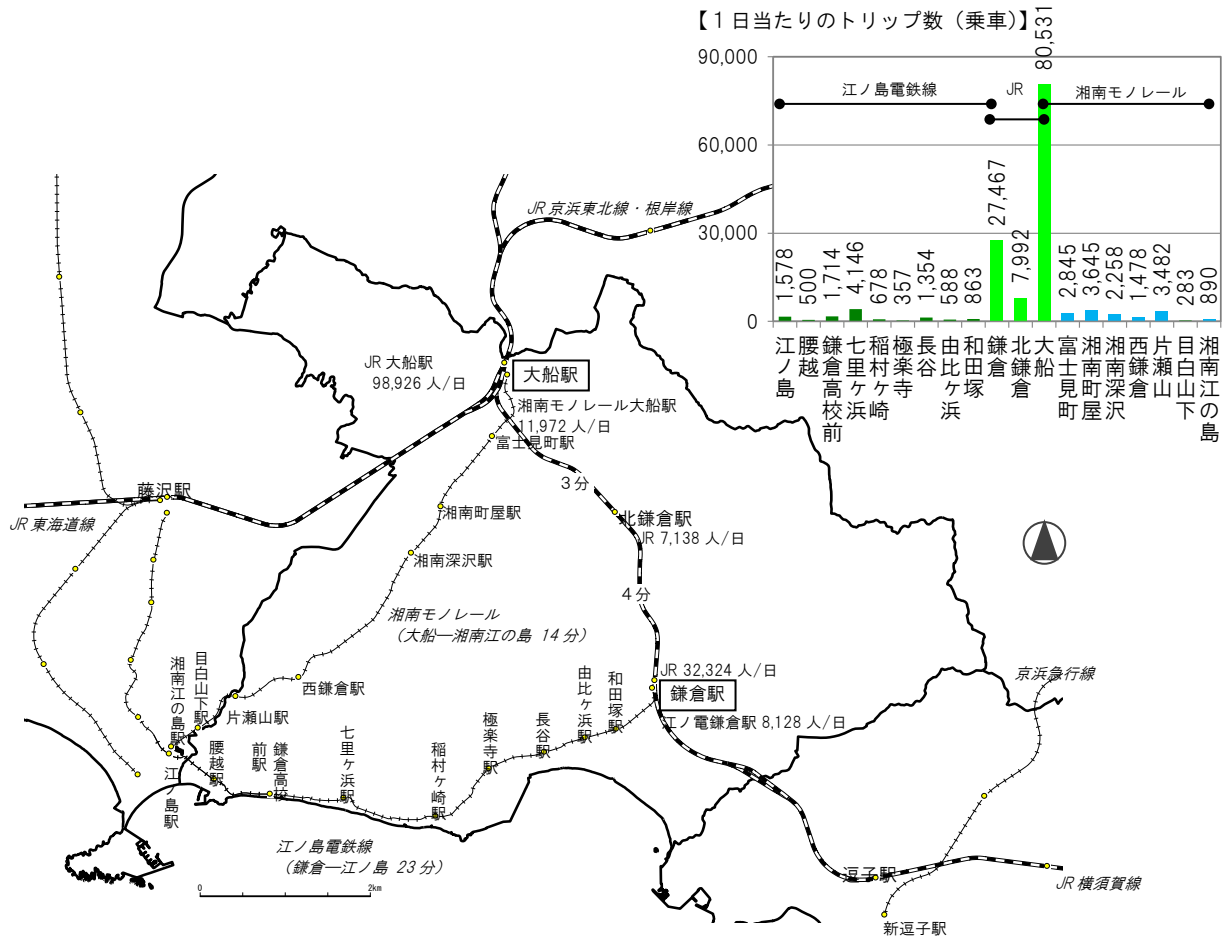 【１日当たりのトリップ数（乗車）】
90,000
60,000
30,000
0
江ノ島電鉄線
JR
湘南モノレール
1,578
500
1,714
4,146
678
357
1,354
588
863
27,467
7,992
80,531
2,845
3,645
2,258
1,478
3,482
283
890
江ノ島
腰越
鎌倉高校前
七里ヶ浜
稲村ヶ崎
極楽寺
長谷
由比ヶ浜
和田塚
鎌倉
北鎌倉
大船
富士見町
湘南町屋
湘南深沢
西鎌倉
片瀬山
目白山下
湘南江の島
JR 京浜東北線・根岸線
JR 大船駅
98,926 人/日
大船駅
湘南モノレール大船駅
11,972 人/日
富士見町駅
3分
藤沢駅
JR 東海道線
湘南町屋駅
北鎌倉駅
JR 7,138 人/日
湘南深沢駅
4分
湘南モノレール
（大船―湘南江の島 14分）
JR 32,324 人/日
鎌倉駅
江ノ電鎌倉駅 8,128 人/日
京浜急行線
西鎌倉駅
片瀬山駅
目白山下駅
湘南江の島駅
江ノ島駅
腰越駅
鎌倉高校
前駅
七里ヶ浜駅
稲村ヶ崎駅
極楽寺駅
長谷駅
由比ヶ浜駅
和田塚駅
江ノ島電鉄線
（鎌倉―江ノ島 23分）
0
2km
逗子駅
JR 横須賀線
新逗子駅